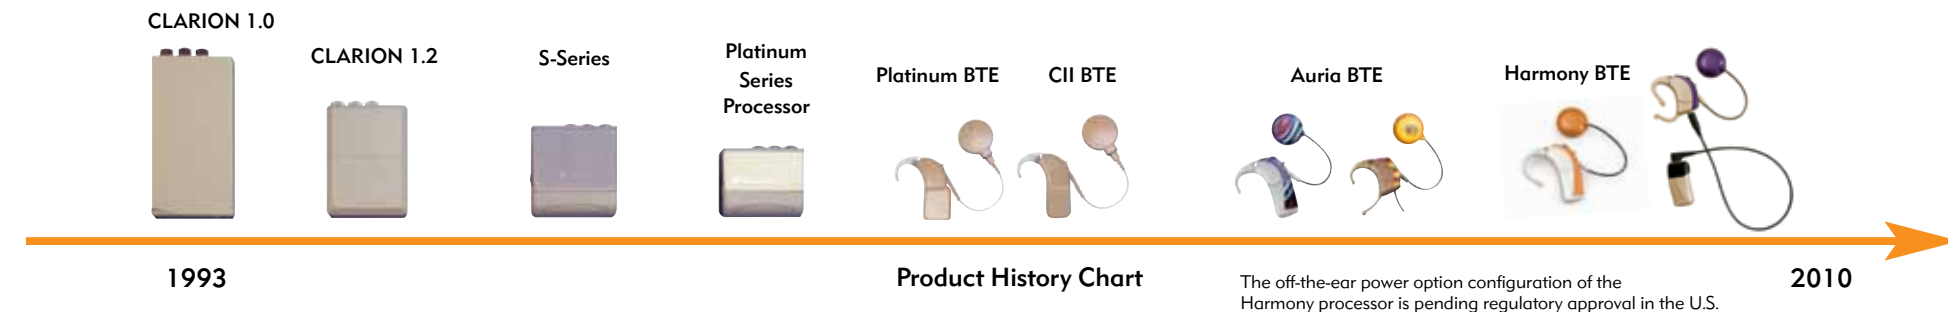 CLARION 1.0
CLARION 1.2
S-Series
Platinum
Series
Processor
Platinum BTE
CII BTE
Auria BTE
Harmony BTE
1993
Product History Chart
The off-the-ear power option configuration of the
Harmony processor is pending regulatory approval in the U.S.
2010